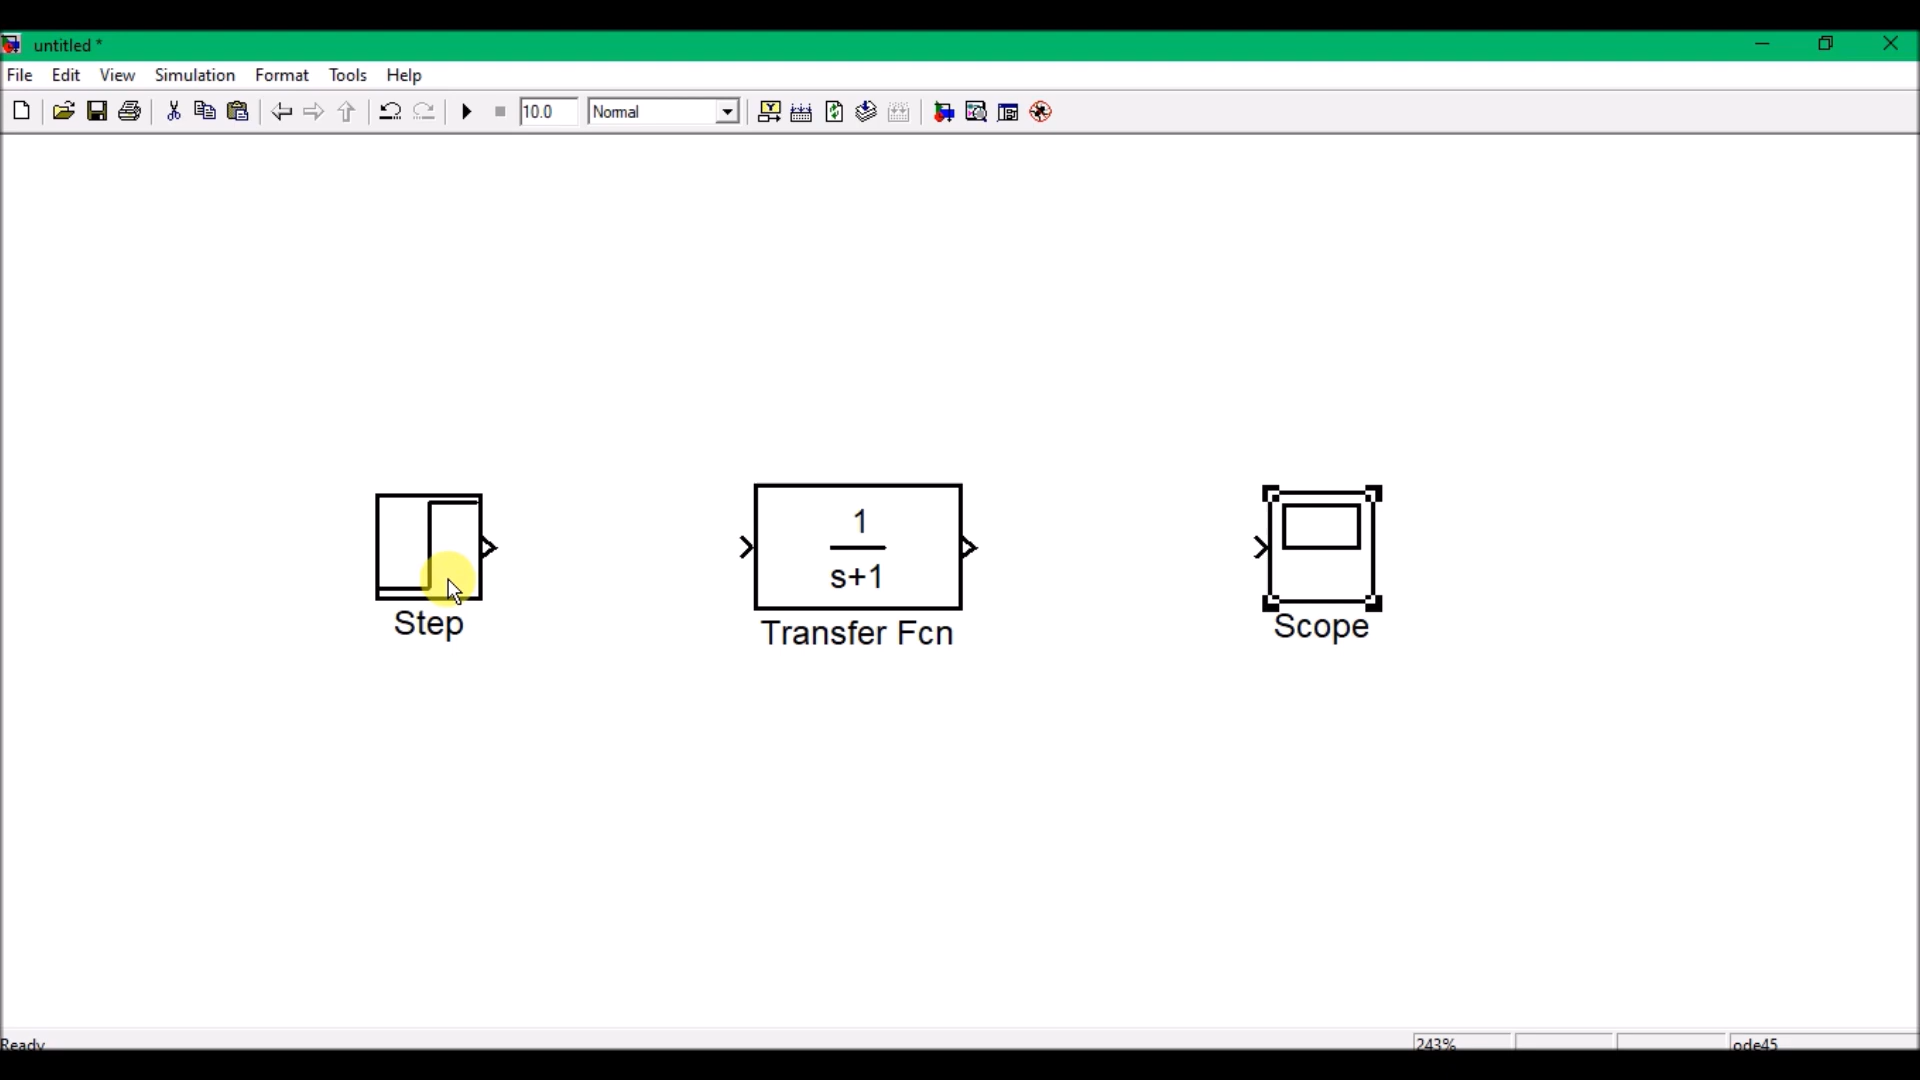 untitled *
File Edit View Simulation Format Tools Help
10.0 Normal
1
s+1
Step
Transfer Fcn
Scope
Ready 243% ode45